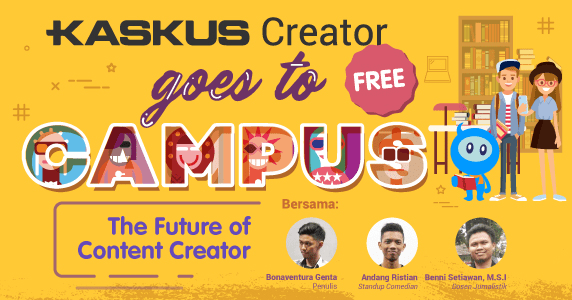 KASKUS Creator
goes to
FREE
CAMPUS
The Future of
Content Creator
Bersama:
Bonaventura Genta
Penulis
Andang Ristian
Standup Comedian
Benni Setiawan, M.S.I
Dosen Jurnalistik